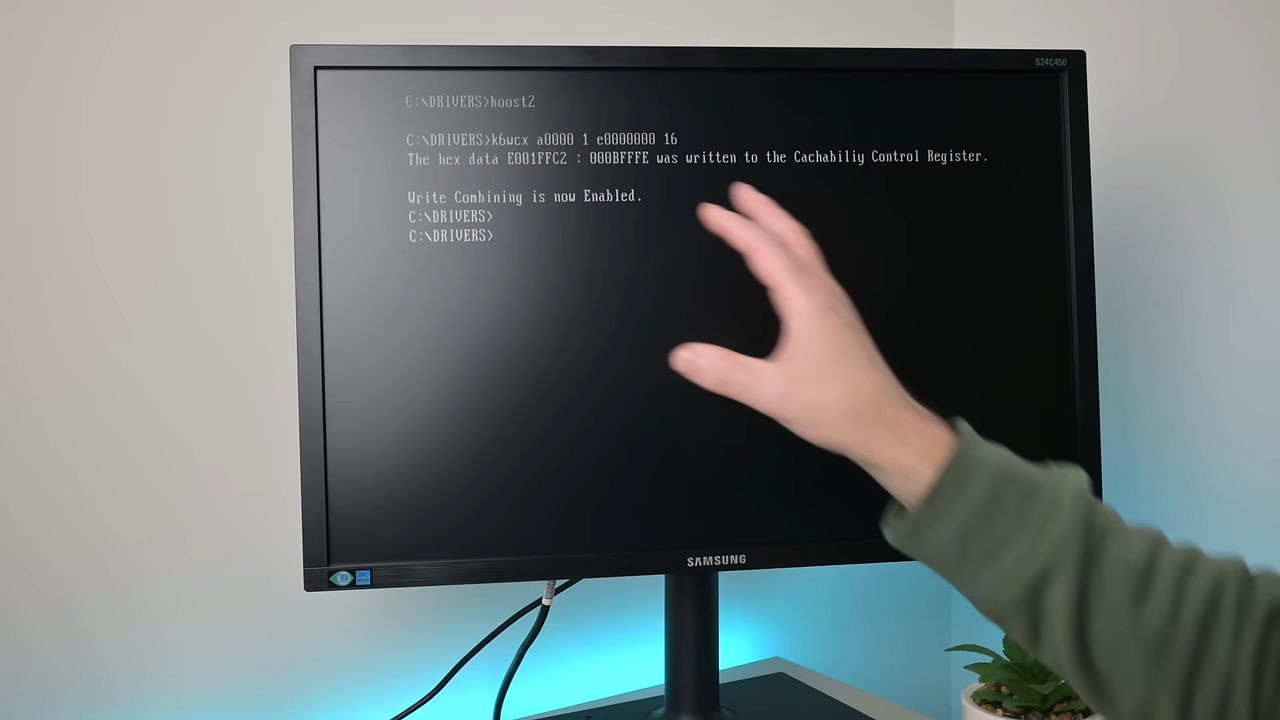 S24C450
C:\DRIVERS>boost2
C:\DRIVERS>k6wcx a0000 1 e0000000 16
The hex data E001FFC2 : 000BFFFE was written to the Cachabiliy Control Register.
Write Combining is now Enabled.
C:\DRIVERS>
C:\DRIVERS>
SAMSUNG